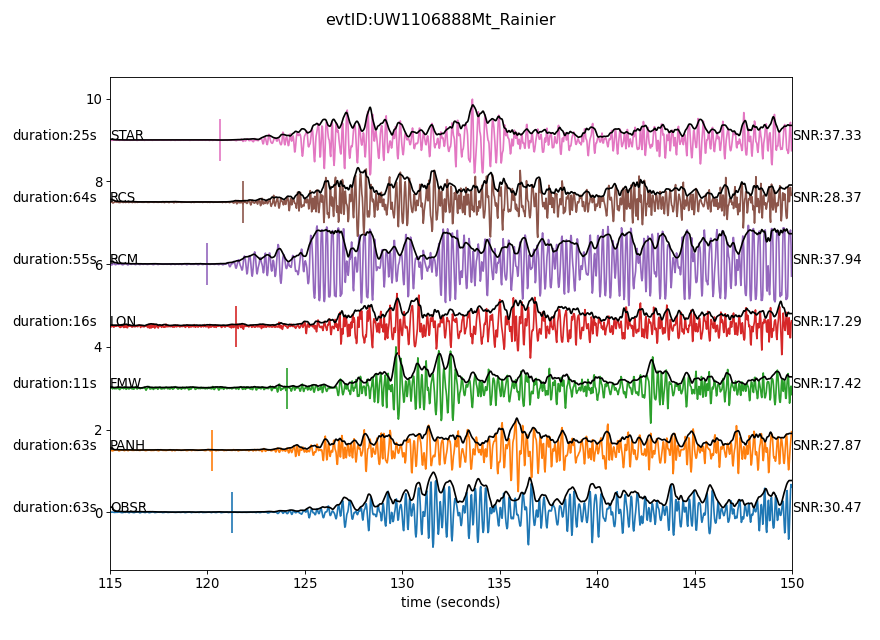 evtID:UW1106888Mt_Rainier
10
duration:25s STAR SNR:37.33
8
duration:64s RCS SNR:28.37
duration:55s RCM SNR:37.94
6
duration:16s LON SNR:17.29
4
duration:11s FMW SNR:17.42
2
duration:63s PANH SNR:27.87
duration:63s OBSR SNR:30.47
0
115 120 125 130 135 140 145 150
time (seconds)